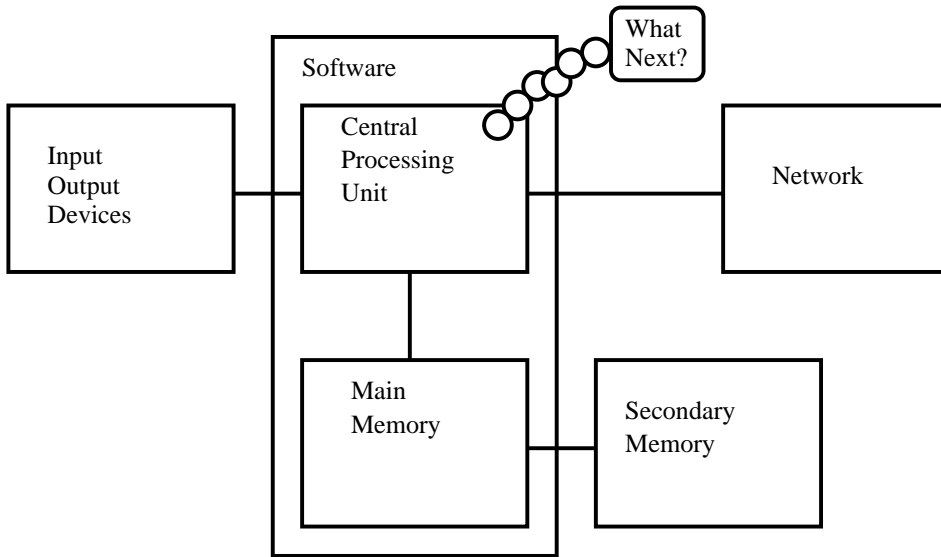 What
Next?
Software
Input
Output
Devices
Central
Processing
Unit
Network
Main
Memory
Secondary
Memory